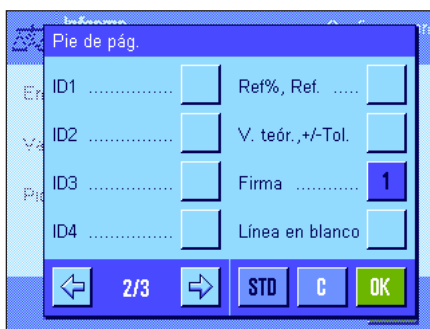 Informe
Pie de pág.
ID1 ...............
Ref%, Ref. .....
ID2 ...............
V. teór.,+/-Tol.
ID3 ...............
Firma ............
1
ID4 ...............
Línea en blanco
2/3
STD
C
OK